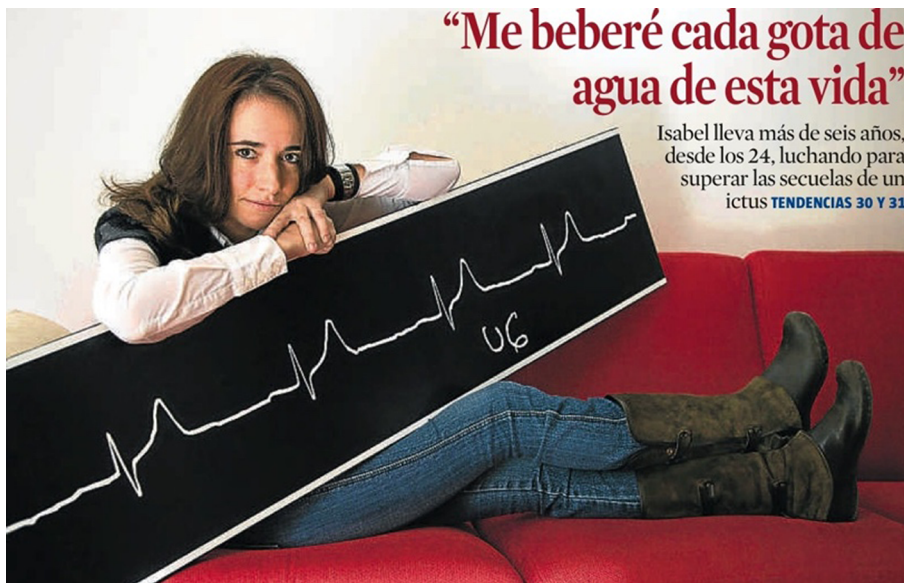 “Me beberé cada gota de
agua de esta vida”
Isabel lleva más de seis años,
desde los 24, luchando para
superar las secuelas de un
ictus TENDENCIAS 30 Y 31
V6